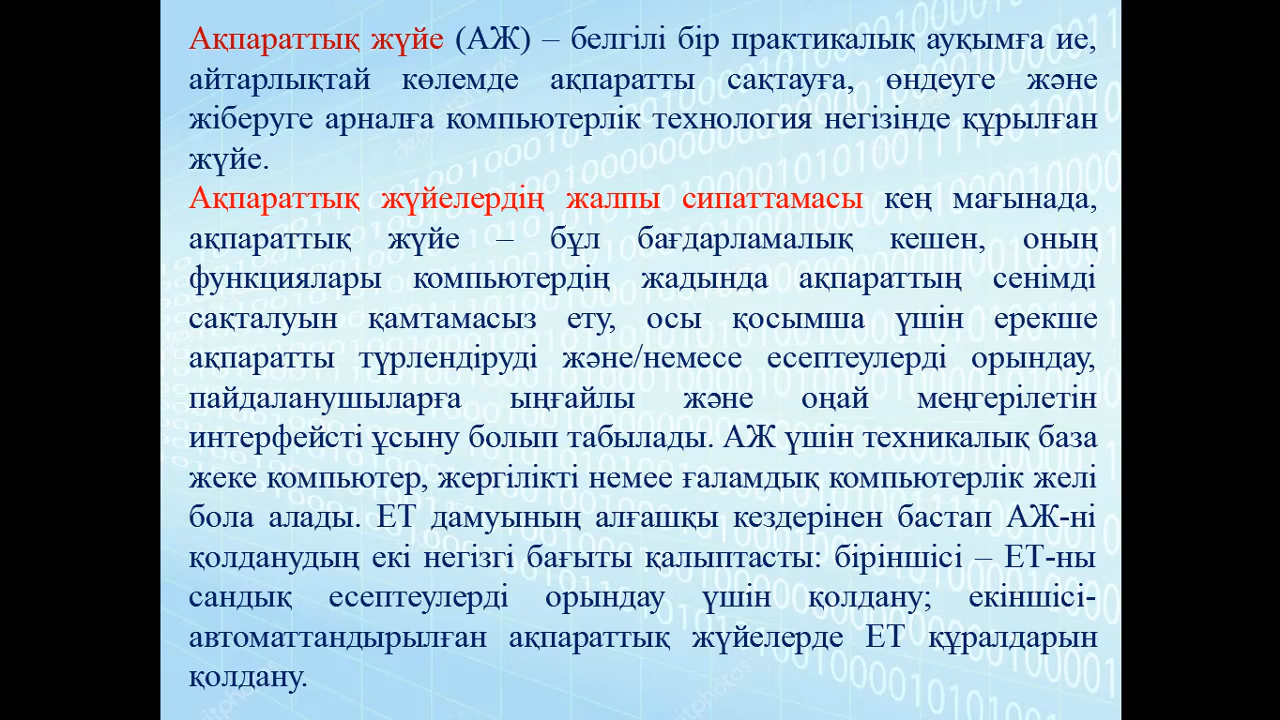 Ақпараттық жүйе (АЖ) – белгілі бір практикалық ауқымға ие,
айтарлықтай көлемде ақпаратты сақтауға, өңдеуге және
жіберуге арналға компьютерлік технология негізінде құрылған
жүйе.
Ақпараттық жүйелердің жалпы сипаттамасы кең мағынада,
ақпараттық жүйе – бұл бағдарламалық кешен, оның
функциялары компьютердің жадында ақпараттың сенімді
сақталуын қамтамасыз ету, осы қосымша үшін ерекше
ақпаратты түрлендіруді және/немесе есептеулерді орындау,
пайдаланушыларға ыңғайлы және оңай меңгерілетін
интерфейсті ұсыну болып табылады. АЖ үшін техникалық база
жеке компьютер, жергілікті немее ғаламдық компьютерлік желі
бола алады. ЕТ дамуының алғашқы кездерінен бастап АЖ-ні
қолданудың екі негізгі бағыты қалыптасты: біріншісі – ЕТ-ны
сандық есептеулерді орындау үшін қолдану; екіншісі-
автоматтандырылған ақпараттық жүйелерде ЕТ құралдарын
қолдану.